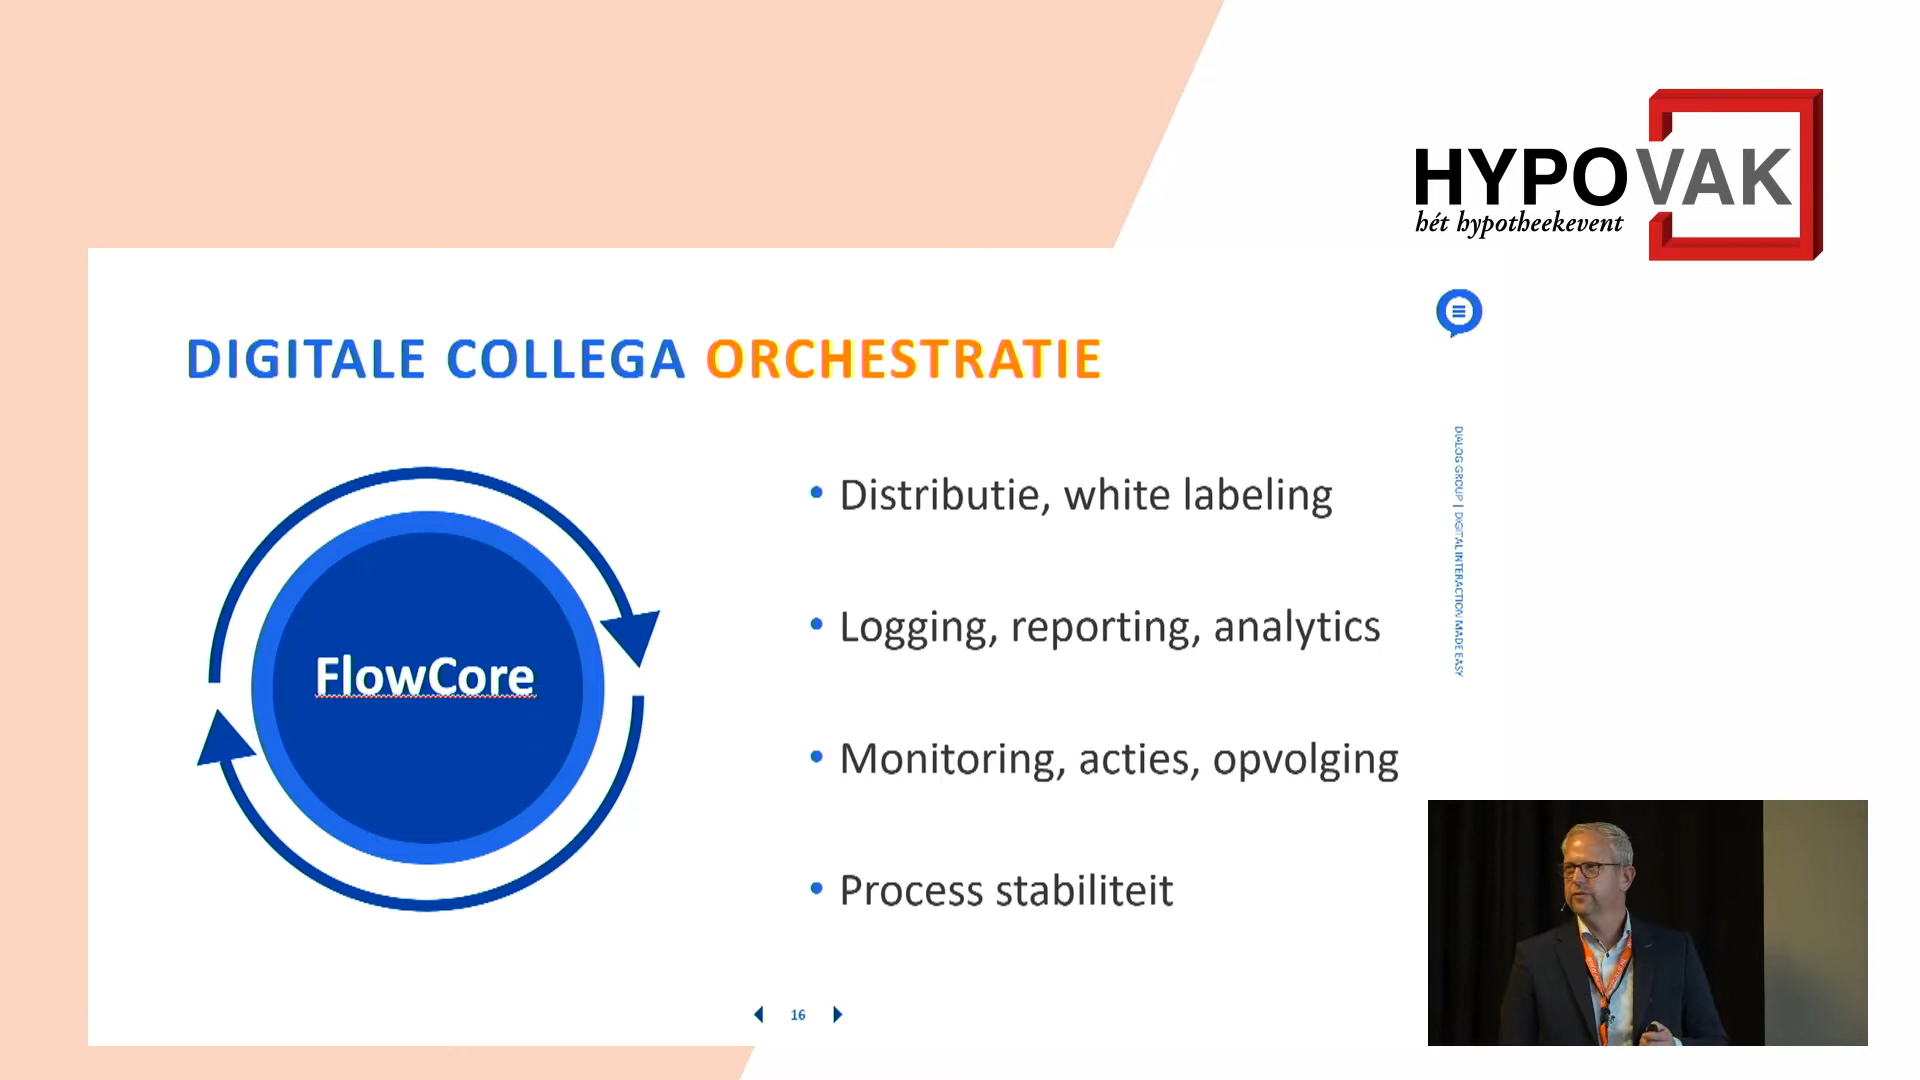 HYPOVAK
hét hypotheekevent
DIGITALE COLLEGA ORCHESTRATIE
FlowCore
• Distributie, white labeling
• Logging, reporting, analytics
• Monitoring, acties, opvolging
• Process stabiliteit
DIALOG GROUP | DIGITAL INTERACTION MADE EASY
16